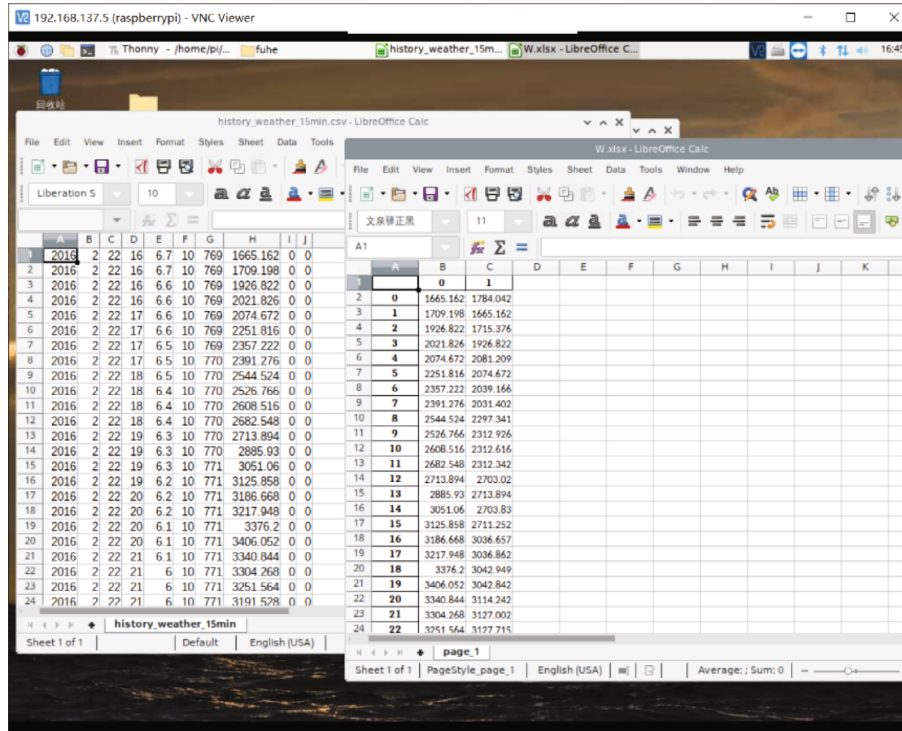 192.168.137.5 (raspberrypi) - VNC Viewer
Thonny - /home/pi/... fuhe history_weather_15m... W.xlsx - LibreOffice C... 16:45
回收站
history_weather_15min.csv - LibreOffice Calc
File Edit View Insert Format Styles Sheet Data Tools
Liberation S 10
A B C D E F G H I J
1 2016 2 22 16 6.7 10 769 1665.162 0 0
2 2016 2 22 16 6.7 10 769 1709.198 0 0
3 2016 2 22 16 6.6 10 769 1926.822 0 0
4 2016 2 22 16 6.6 10 769 2021.826 0 0
5 2016 2 22 17 6.6 10 769 2074.672 0 0
6 2016 2 22 17 6.6 10 769 2251.816 0 0
7 2016 2 22 17 6.5 10 769 2357.222 0 0
8 2016 2 22 17 6.5 10 770 2391.276 0 0
9 2016 2 22 18 6.5 10 770 2544.524 0 0
10 2016 2 22 18 6.4 10 770 2526.766 0 0
11 2016 2 22 18 6.4 10 770 2608.516 0 0
12 2016 2 22 18 6.4 10 770 2682.548 0 0
13 2016 2 22 19 6.3 10 770 2713.894 0 0
14 2016 2 22 19 6.3 10 770 2885.93 0 0
15 2016 2 22 19 6.3 10 771 3051.06 0 0
16 2016 2 22 19 6.2 10 771 3125.858 0 0
17 2016 2 22 20 6.2 10 771 3186.668 0 0
18 2016 2 22 20 6.2 10 771 3217.948 0 0
19 2016 2 22 20 6.1 10 771 3376.2 0 0
20 2016 2 22 20 6.1 10 771 3406.052 0 0
21 2016 2 22 21 6.1 10 771 3340.844 0 0
22 2016 2 22 21 6 10 771 3304.268 0 0
23 2016 2 22 21 6 10 771 3251.564 0 0
24 2016 2 22 21 6 10 771 3191.528 0 0
history_weather_15min
Sheet 1 of 1 Default English (USA)
W.xlsx - LibreOffice Calc
File Edit View Insert Format Styles Sheet Data Tools Window Help
文泉驿正黑 11
A1
A B C D E F G H I J K
1 0 1
2 0 1665.162 1784.042
3 1 1709.198 1665.162
4 2 1926.822 1715.376
5 3 2021.826 1926.822
6 4 2074.672 2081.209
7 5 2251.816 2074.672
8 6 2357.222 2039.166
9 7 2391.276 2031.402
10 8 2544.524 2297.341
11 9 2526.766 2312.926
12 10 2608.516 2312.616
13 11 2682.548 2312.342
14 12 2713.894 2703.02
15 13 2885.93 2713.894
16 14 3051.06 2703.83
17 15 3125.858 2711.252
18 16 3186.668 3036.657
19 17 3217.948 3036.862
20 18 3376.2 3042.949
21 19 3406.052 3042.842
22 20 3340.844 3114.242
23 21 3304.268 3127.002
24 22 3251.564 3127.715
page_1
Sheet 1 of 1 PageStyle_page_1 English (USA) Average: ; Sum: 0